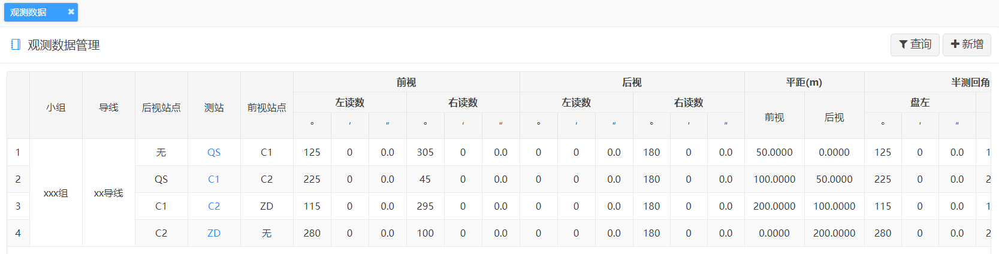 观测数据
观测数据管理 查询 新增
小组 导线 后视站点 测站 前视站点 前视 后视 平距(m) 半测回角
左读数 右读数 左读数 右读数 前视 后视 盘左
° ′ ″ ° ′ ″ ° ′ ″ ° ′ ″ ° ′ ″
1 xxx组 xx导线 无 QS C1 125 0 0.0 305 0 0.0 0 0 0.0 180 0 0.0 50.0000 0.0000 125 0 0.0 1
2 QS C1 C2 225 0 0.0 45 0 0.0 0 0 0.0 180 0 0.0 100.0000 50.0000 225 0 0.0 2
3 C1 C2 ZD 115 0 0.0 295 0 0.0 0 0 0.0 180 0 0.0 200.0000 100.0000 115 0 0.0 1
4 C2 ZD 无 280 0 0.0 100 0 0.0 0 0 0.0 180 0 0.0 0.0000 200.0000 280 0 0.0 2